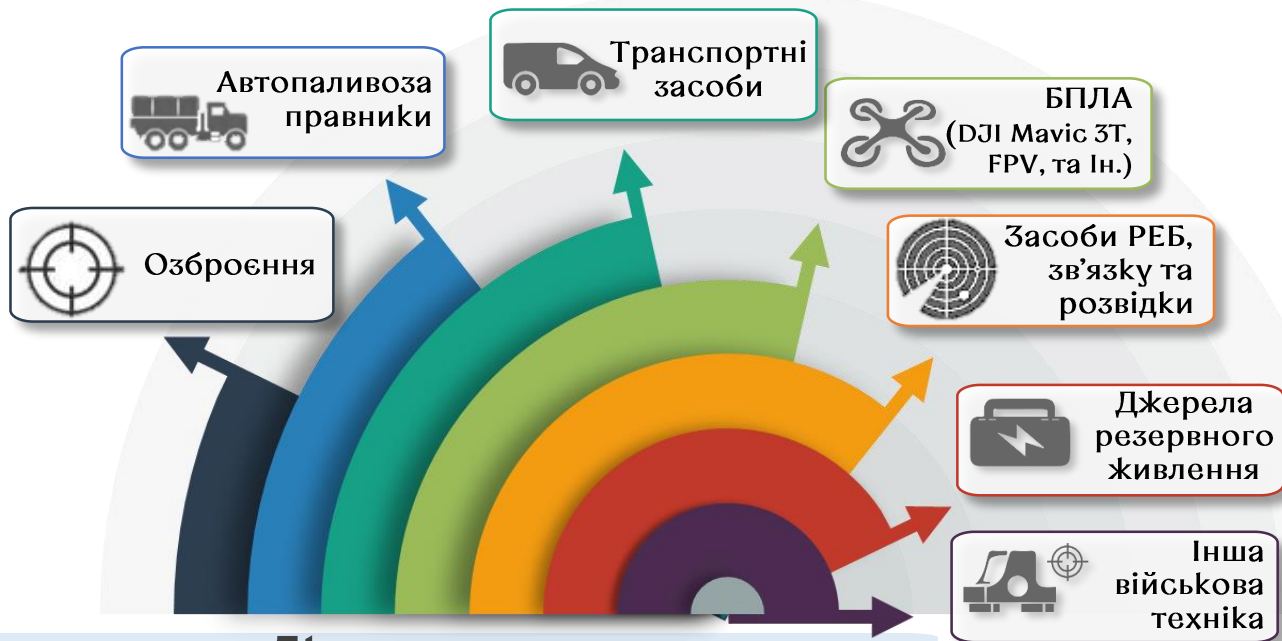 Автопаливоза
правники
Транспортні
засоби
БПЛА
(DJI Mavic 3T,
FPV, та Ін.)
Озброєння
Засоби РЕБ,
зв’язку та
розвідки
Джерела
резервного
живлення
Інша
військова
техніка